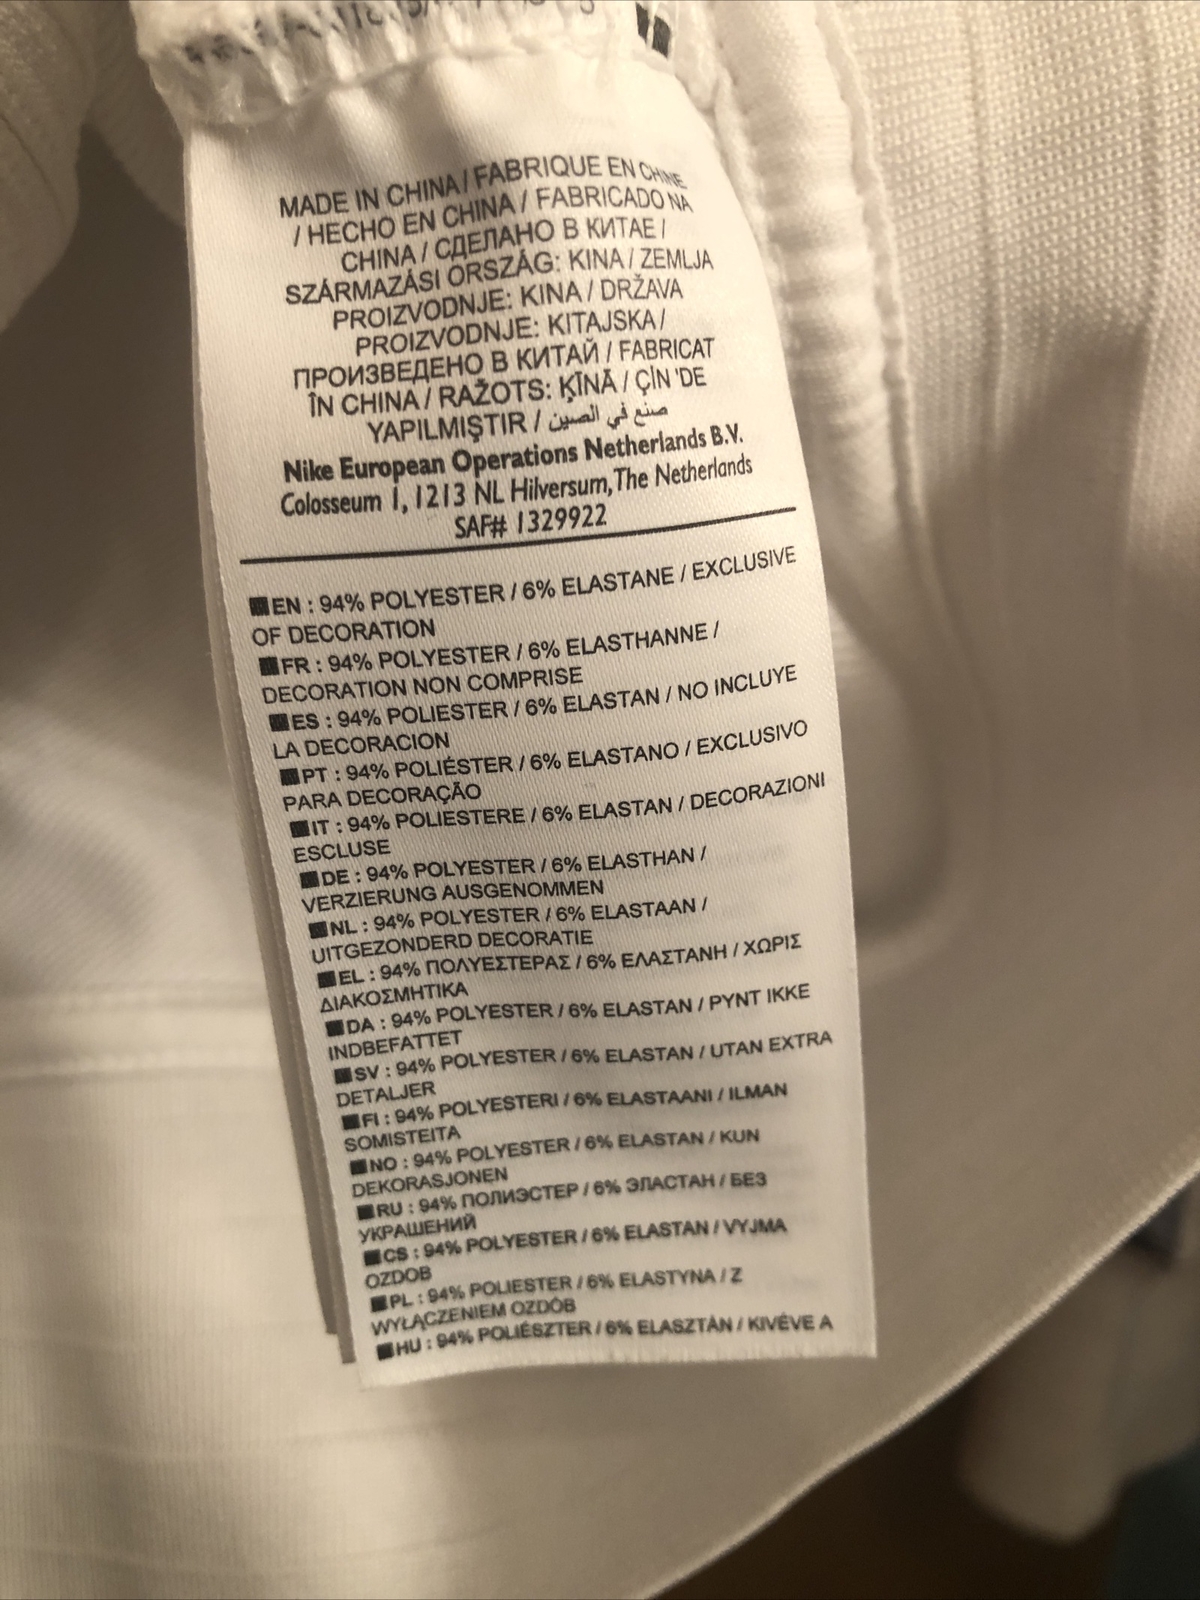 MADE IN CHINA / FABRIQUE EN CHINE
/ HECHO EN CHINA / FABRICADO NA
CHINA / СДЕЛАНО В КИТАЕ /
SZÁRMAZÁSI ORSZÁG: KINA / ZEMLJA
PROIZVODNJE: KINA / DRŽAVA
PROIZVODNJE: KITAJSKA /
ПРОИЗВЕДЕНО В КИТАЙ / FABRICAT
ÎN CHINA / RAŽOTS: ĶĪNĀ / ÇİN 'DE
YAPILMIŞTIR / صنع في الصين
Nike European Operations Netherlands B.V.
Colosseum 1, 1213 NL Hilversum, The Netherlands
SAF# 1329922
EN : 94% POLYESTER / 6% ELASTANE / EXCLUSIVE
OF DECORATION
FR : 94% POLYESTER / 6% ELASTHANNE /
DECORATION NON COMPRISE
ES : 94% POLIESTER / 6% ELASTAN / NO INCLUYE
LA DECORACION
PT : 94% POLIÉSTER / 6% ELASTANO / EXCLUSIVO
PARA DECORAÇÃO
IT : 94% POLIESTERE / 6% ELASTAN / DECORAZIONI
ESCLUSE
DE : 94% POLYESTER / 6% ELASTHAN /
VERZIERUNG AUSGENOMMEN
NL : 94% POLYESTER / 6% ELASTAAN /
UITGEZONDERD DECORATIE
EL : 94% ΠΟΛΥΕΣΤΕΡΑΣ / 6% ΕΛΑΣΤΑΝΗ / ΧΩΡΙΣ
ΔΙΑΚΟΣΜΗΤΙΚΑ
DA : 94% POLYESTER / 6% ELASTAN / PYNT IKKE
INDBEFATTET
SV : 94% POLYESTER / 6% ELASTAN / UTAN EXTRA
DETALJER
FI : 94% POLYESTERI / 6% ELASTAANI / ILMAN
SOMISTEITA
NO : 94% POLYESTER / 6% ELASTAN / KUN
DEKORASJONEN
RU : 94% ПОЛИЭСТЕР / 6% ЭЛАСТАН / БЕЗ
УКРАШЕНИЙ
CS : 94% POLYESTER / 6% ELASTAN / VYJMA
OZDOB
PL : 94% POLIESTER / 6% ELASTYNA / Z
WYŁĄCZENIEM OZDÓB
HU : 94% POLIÉSZTER / 6% ELASZTÁN / KIVÉVE A